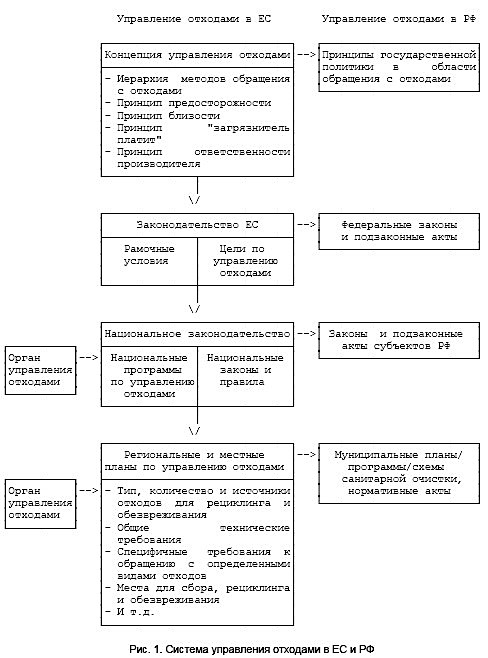 Управление отходами в ЕС Управление отходами в РФ
Концепция управления отходами
- Иерархия методов обращения
с отходами
- Принцип предосторожности
- Принцип близости
- Принцип "загрязнитель
платит"
- Принцип ответственности
производителя
-->
Принципы государственной
политики в области
обращения с отходами
\/
Законодательство ЕС
Рамочные
условия
Цели по
управлению
отходами
-->
Федеральные законы
и подзаконные акты
\/
Орган
управления
отходами
-->
Национальное законодательство
Национальные
программы
по управлению
отходами
Национальные
законы и
правила
-->
Законы и подзаконные
акты субъектов РФ
\/
Орган
управления
отходами
-->
Региональные и местные
планы по управлению отходами
- Тип, количество и источники
отходов для рециклинга и
обезвреживания
- Общие технические
требования
- Специфичные требования к
обращению с определенными
видами отходов
- Места для сбора, рециклинга
и обезвреживания
- И т.д.
-->
Муниципальные планы/
программы/схемы
санитарной очистки,
нормативные акты
Рис. 1. Система управления отходами в ЕС и РФ